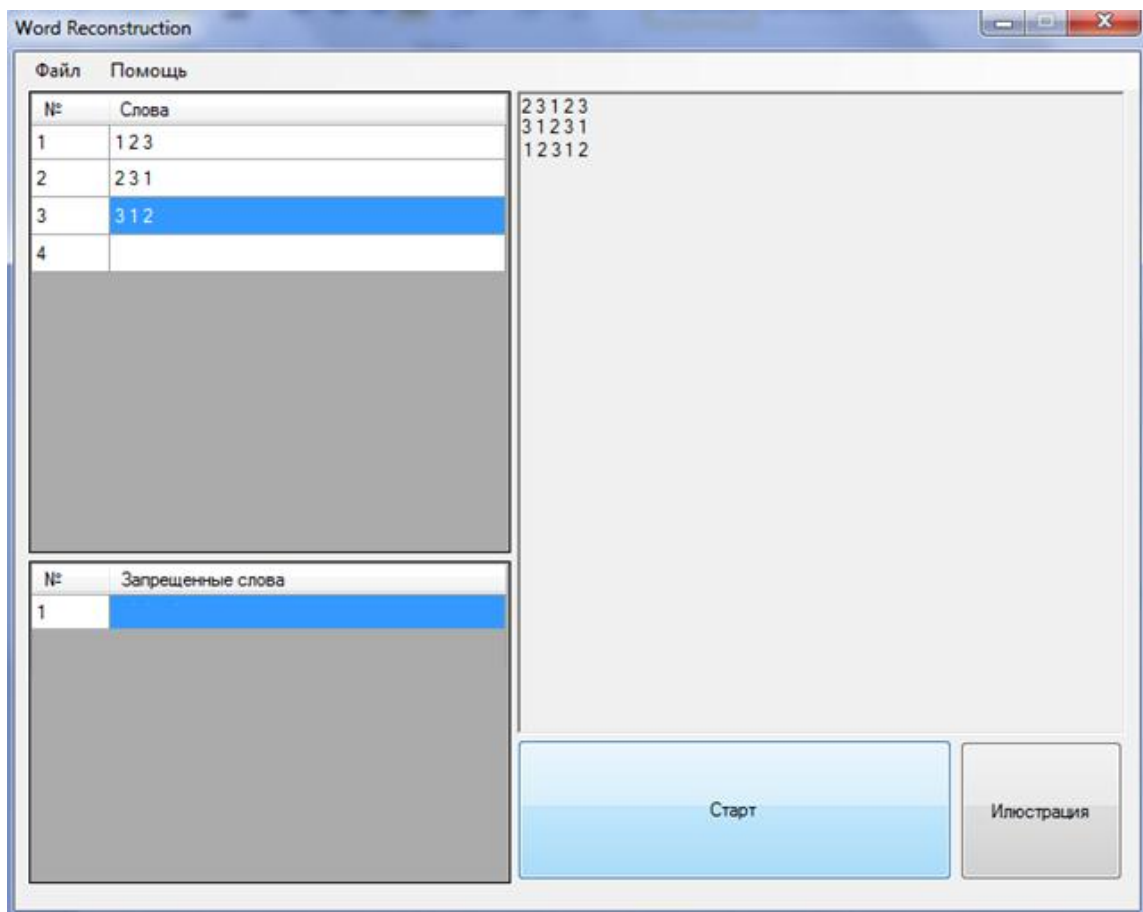 Word Reconstruction
Файл Помощь
№ Слова
1 1 2 3
2 2 3 1
3 3 1 2
4
2 3 1 2 3
3 1 2 3 1
1 2 3 1 2
№ Запрещенные слова
1
Старт
Илюстрация